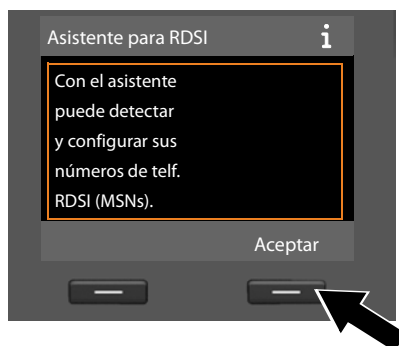 Asistente para RDSI i
Con el asistente
puede detectar
y configurar sus
números de telf.
RDSI (MSNs).
Aceptar